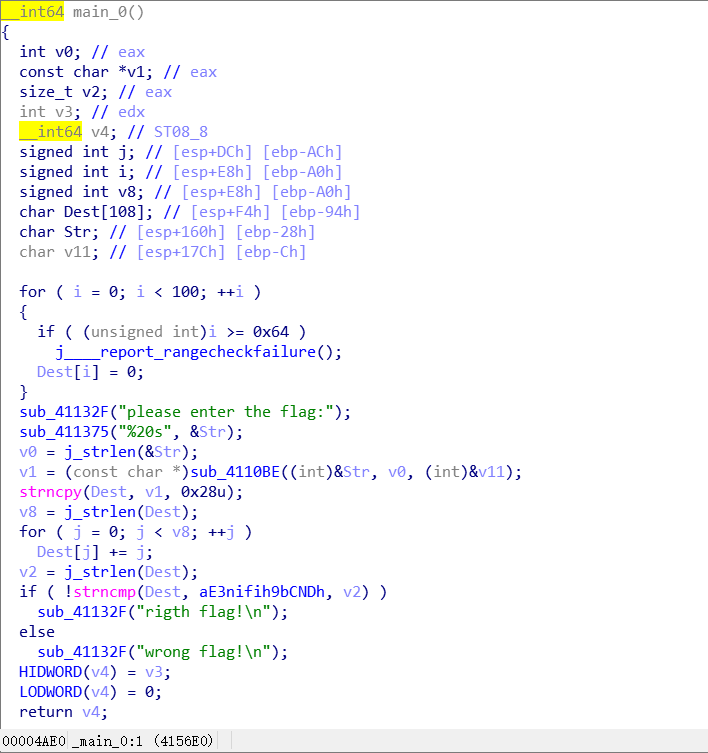 __int64 main_0()
{
  int v0; // eax
  const char *v1; // eax
  size_t v2; // eax
  int v3; // edx
  __int64 v4; // ST08_8
  signed int j; // [esp+DCh] [ebp-ACh]
  signed int i; // [esp+E8h] [ebp-A0h]
  signed int v8; // [esp+E8h] [ebp-A0h]
  char Dest[108]; // [esp+F4h] [ebp-94h]
  char Str; // [esp+160h] [ebp-28h]
  char v11; // [esp+17Ch] [ebp-Ch]

  for ( i = 0; i < 100; ++i )
  {
    if ( (unsigned int)i >= 0x64 )
      j____report_rangecheckfailure();
    Dest[i] = 0;
  }
  sub_41132F("please enter the flag:");
  sub_411375("%20s", &Str);
  v0 = j_strlen(&Str);
  v1 = (const char *)sub_4110BE((int)&Str, v0, (int)&v11);
  strncpy(Dest, v1, 0x28u);
  v8 = j_strlen(Dest);
  for ( j = 0; j < v8; ++j )
    Dest[j] += j;
  v2 = j_strlen(Dest);
  if ( !strncmp(Dest, aE3nifih9bCNDh, v2) )
    sub_41132F("rigth flag!\n");
  else
    sub_41132F("wrong flag!\n");
  HIDWORD(v4) = v3;
  LODWORD(v4) = 0;
  return v4;
00004AE0 _main_0:1 (4156E0)